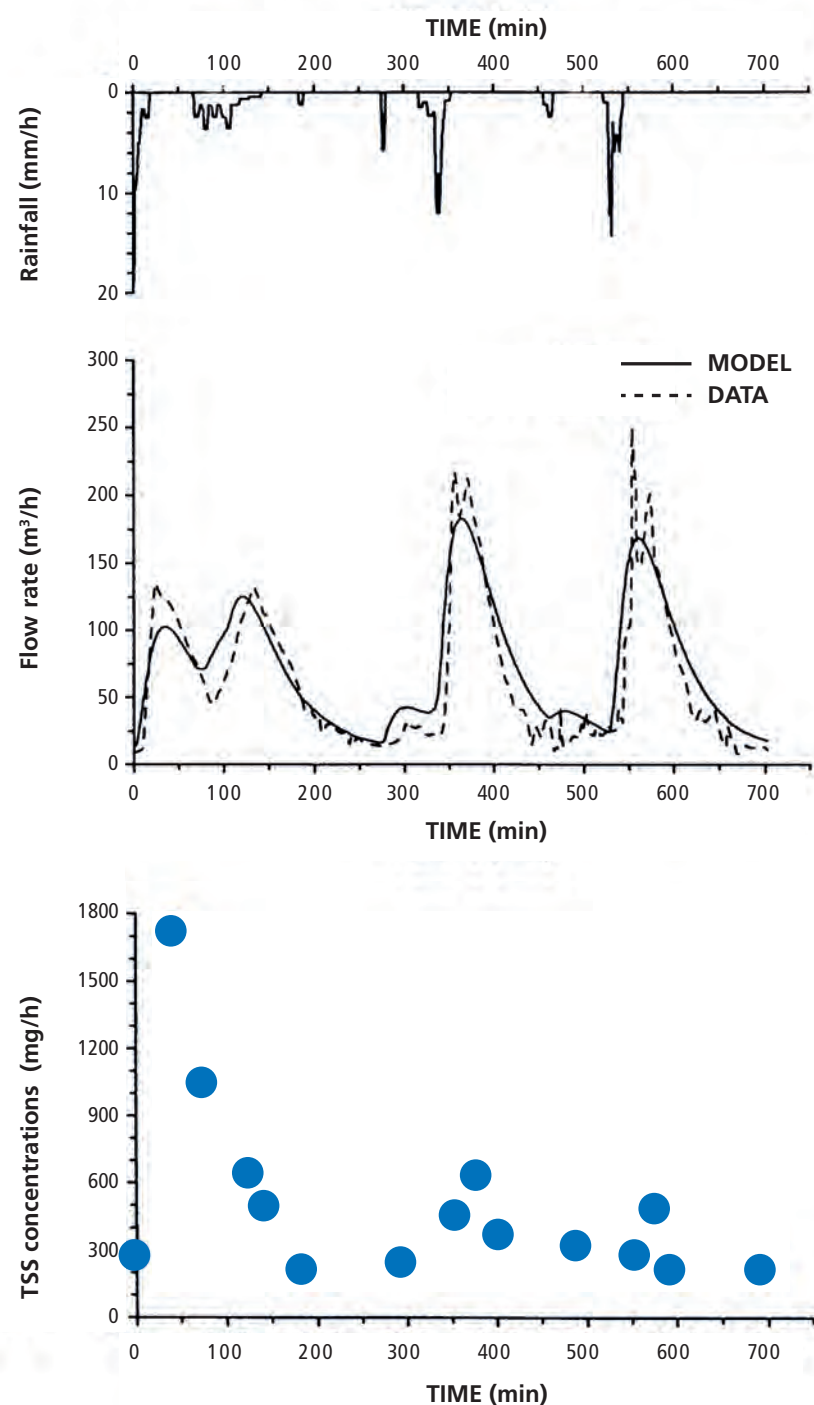 TIME (min)
0 100 200 300 400 500 600 700
Rainfall (mm/h)
0
10
20
MODEL
DATA
Flow rate (m³/h)
300
250
200
150
100
50
0
0 100 200 300 400 500 600 700
TIME (min)
TSS concentrations (mg/h)
1800
1500
1200
900
600
300
0
0 100 200 300 400 500 600 700
TIME (min)